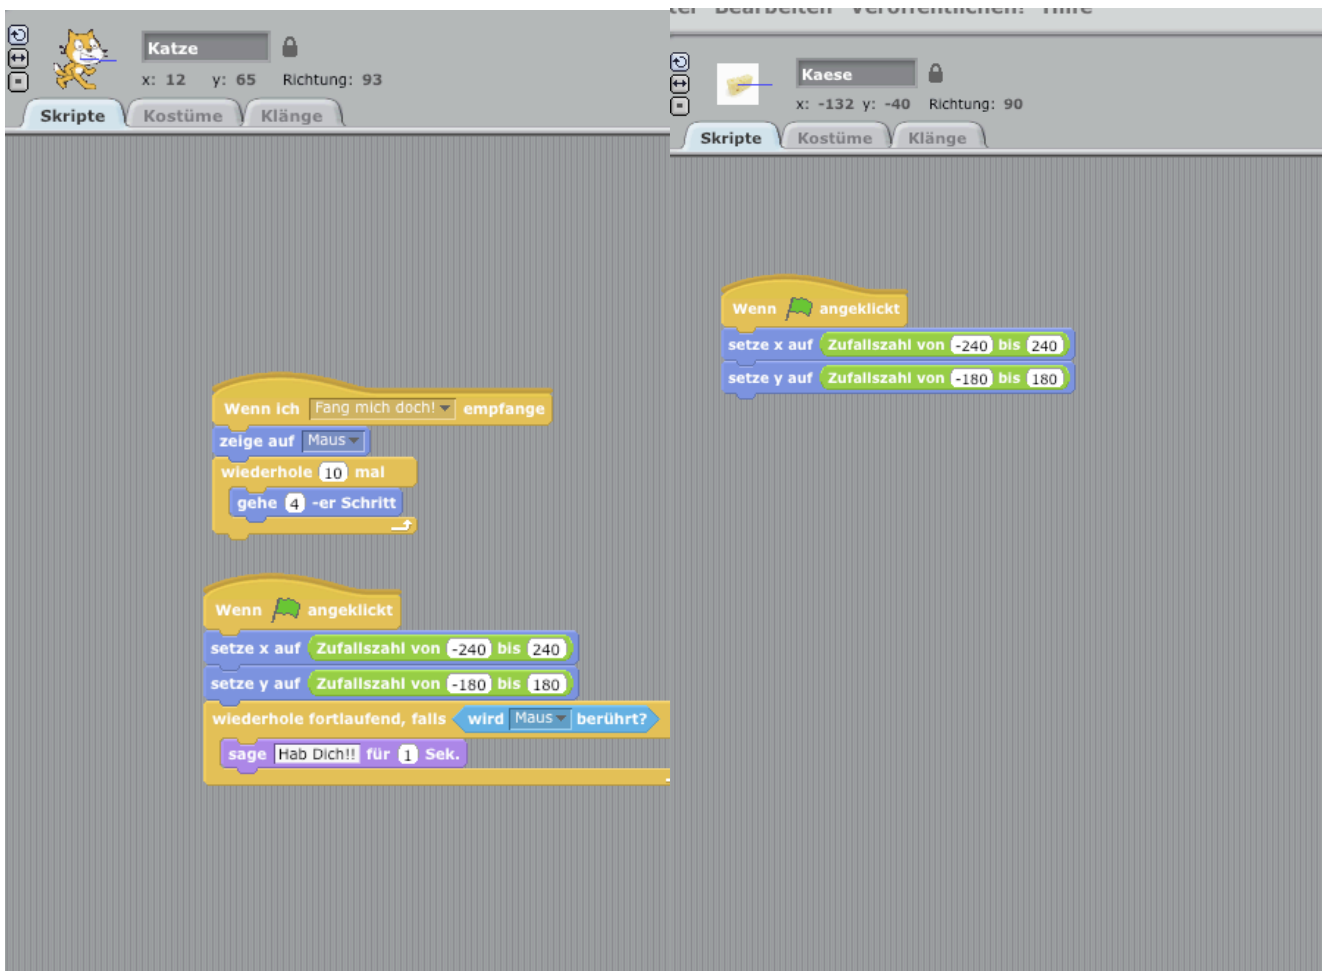 Katze
x: 12 y: 65 Richtung: 93
Skripte Kostüme Klänge
Wenn ich Fang mich doch! empfange
zeige auf Maus
wiederhole 10 mal
gehe 4 -er Schritt
Wenn angeklickt
setze x auf Zufallszahl von -240 bis 240
setze y auf Zufallszahl von -180 bis 180
wiederhole fortlaufend, falls wird Maus berührt?
sage Hab Dich!! für 1 Sek.
Bearbeiten Veröffentlichen! Hilfe
Kaese
x: -132 y: -40 Richtung: 90
Skripte Kostüme Klänge
Wenn angeklickt
setze x auf Zufallszahl von -240 bis 240
setze y auf Zufallszahl von -180 bis 180